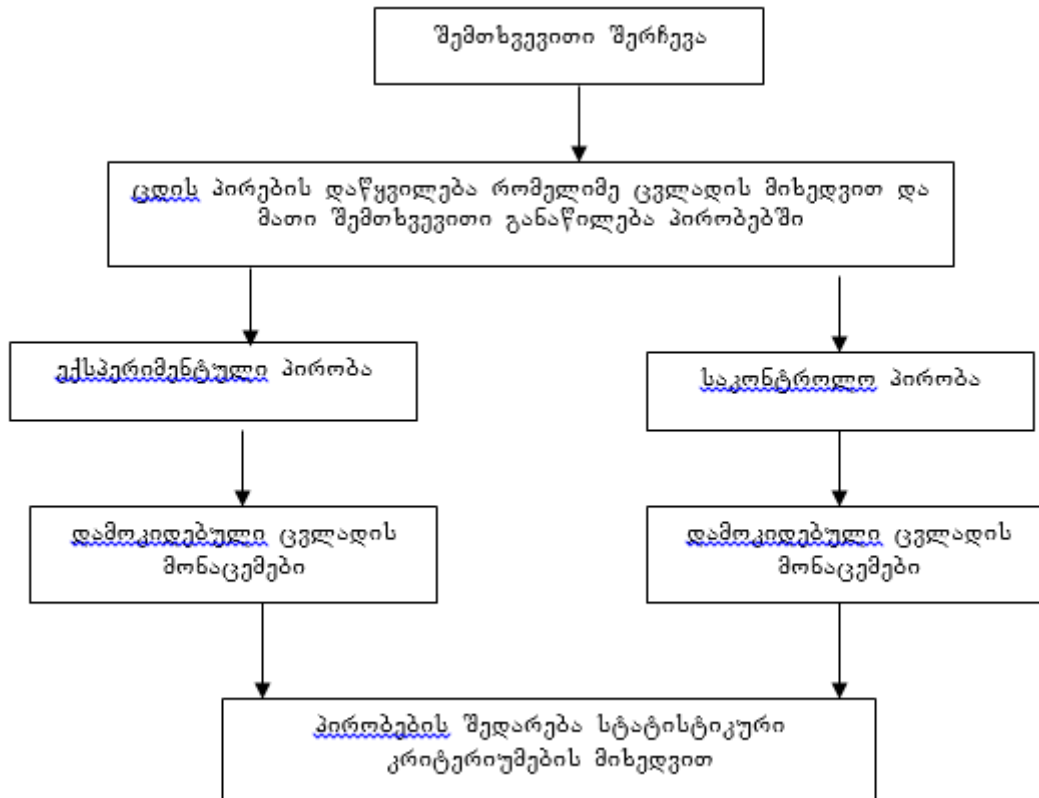 შემთხვევითი შერჩევა
ცდის პირების დაწყვილება რომელიმე ცვლადის მიხედვით და
მათი შემთხვევითი განაწილება პირობებში
ექსპერიმენტული პირობა
საკონტროლო პირობა
დამოკიდებული ცვლადის
მონაცემები
დამოკიდებული ცვლადის
მონაცემები
პირობების შედარება სტატისტიკური
კრიტერიუმების მიხედვით